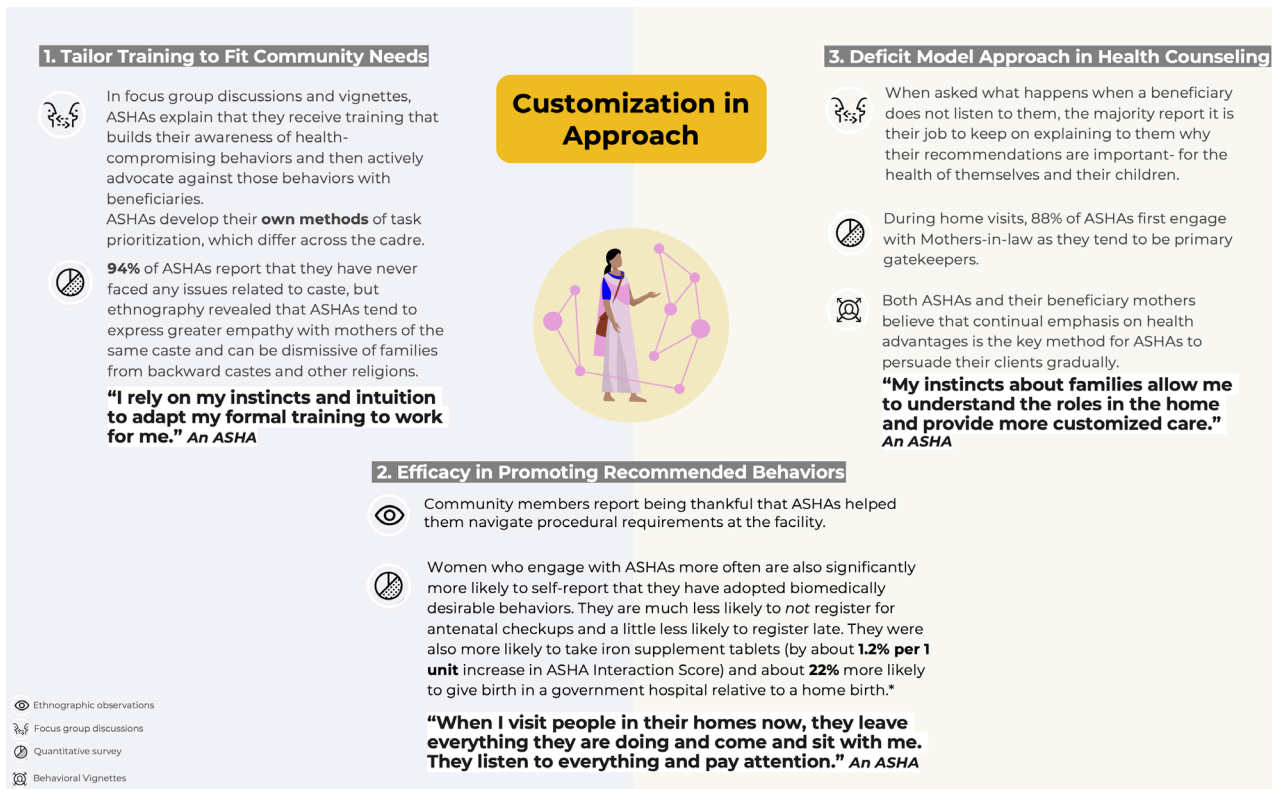 Customization in
Approach
1. Tailor Training to Fit Community Needs
In focus group discussions and vignettes,
ASHAs explain that they receive training that
builds their awareness of health-
compromising behaviors and then actively
advocate against those behaviors with
beneficiaries.
ASHAs develop their own methods of task
prioritization, which differ across the cadre.
94% of ASHAs report that they have never
faced any issues related to caste, but
ethnography revealed that ASHAs tend to
express greater empathy with mothers of the
same caste and can be dismissive of families
from backward castes and other religions.
“I rely on my instincts and intuition
to adapt my formal training to work
for me.” An ASHA
2. Efficacy in Promoting Recommended Behaviors
Community members report being thankful that ASHAs helped
them navigate procedural requirements at the facility.
Women who engage with ASHAs more often are also significantly
more likely to self-report that they have adopted biomedically
desirable behaviors. They are much less likely to not register for
antenatal checkups and a little less likely to register late. They were
also more likely to take iron supplement tablets (by about 1.2% per 1
unit increase in ASHA Interaction Score) and about 22% more likely
to give birth in a government hospital relative to a home birth.*
“When I visit people in their homes now, they leave
everything they are doing and come and sit with me.
They listen to everything and pay attention.” An ASHA
3. Deficit Model Approach in Health Counseling
When asked what happens when a beneficiary
does not listen to them, the majority report it is
their job to keep on explaining to them why
their recommendations are important- for the
health of themselves and their children.
During home visits, 88% of ASHAs first engage
with Mothers-in-law as they tend to be primary
gatekeepers.
Both ASHAs and their beneficiary mothers
believe that continual emphasis on health
advantages is the key method for ASHAs to
persuade their clients gradually.
“My instincts about families allow me
to understand the roles in the home
and provide more customized care.”
An ASHA
Ethnographic observations
Focus group discussions
Quantitative survey
Behavioral Vignettes